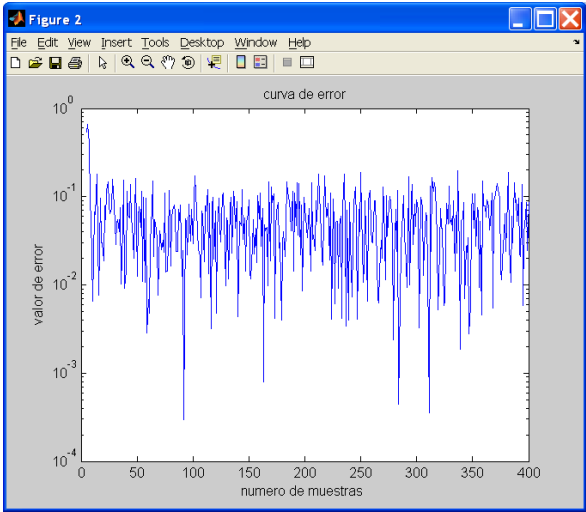 Figure 2
File Edit View Insert Tools Desktop Window Help
curva de error
10^0
10^-1
10^-2
10^-3
10^-4
valor de error
0 50 100 150 200 250 300 350 400
numero de muestras